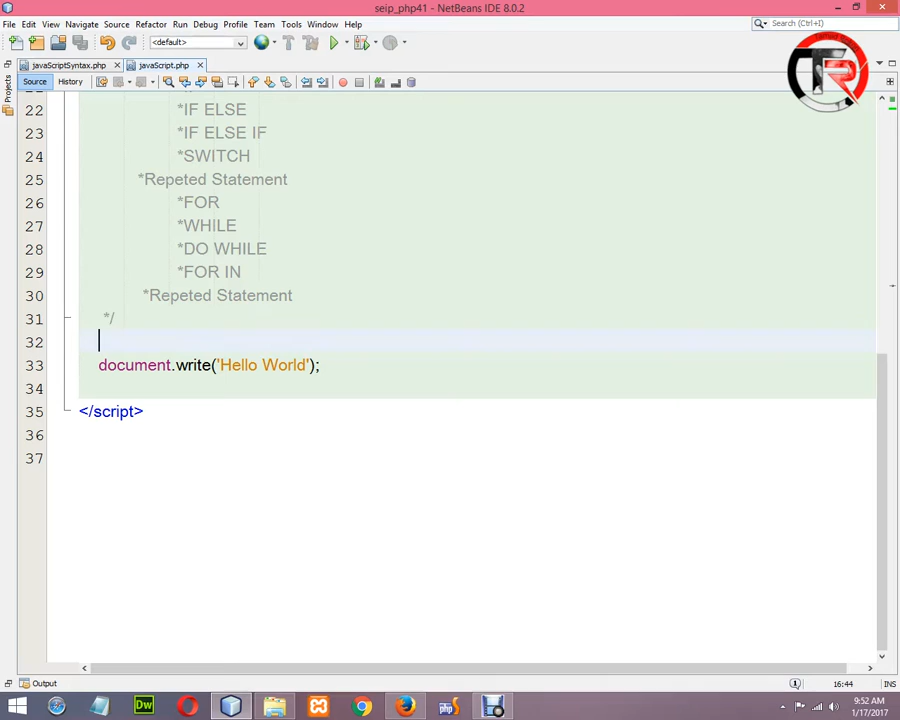 seip_php41 - NetBeans IDE 8.0.2
File Edit View Navigate Source Refactor Run Debug Profile Team Tools Window Help
Search (Ctrl+I)
<default>
javaScriptSyntax.php
javaScript.php
Source History
Projects
22 *IF ELSE
23 *IF ELSE IF
24 *SWITCH
25 *Repeted Statement
26 *FOR
27 *WHILE
28 *DO WHILE
29 *FOR IN
30 *Repeted Statement
31 */
32
33 document.write('Hello World');
34
35 </script>
36
37
Output
16:44 INS
Dw
9:52 AM
1/17/2017